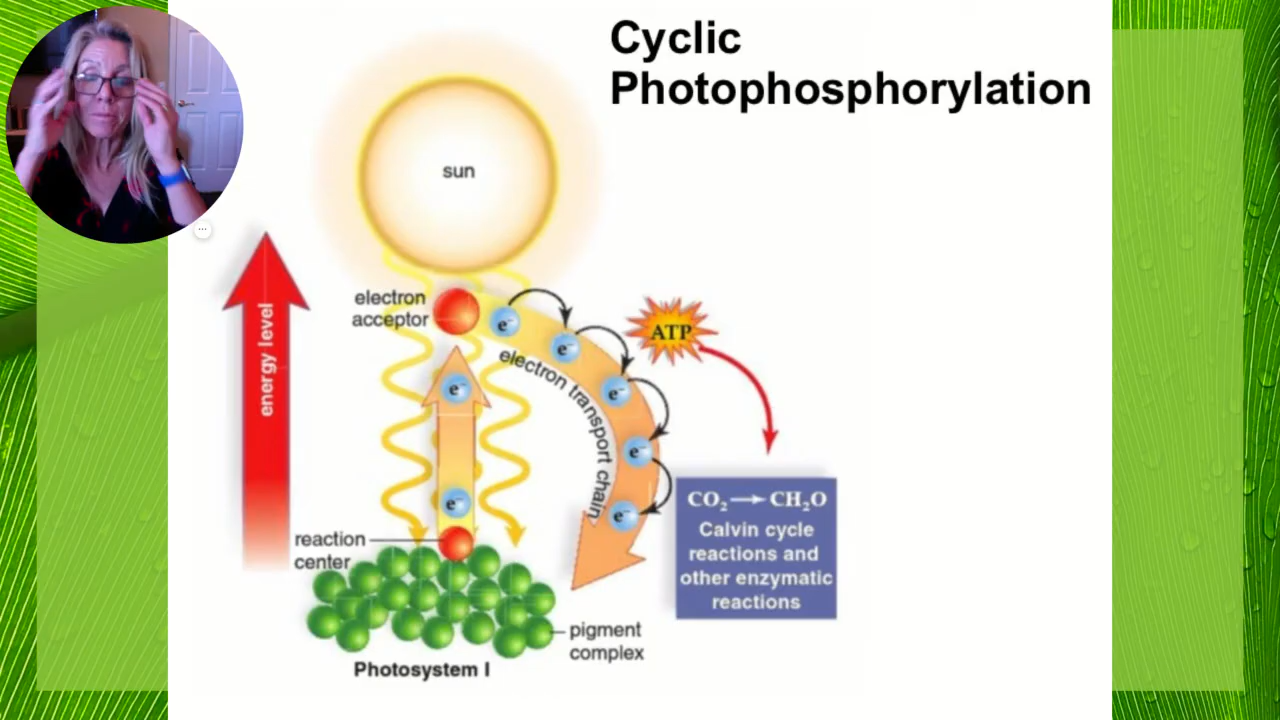 Cyclic
Photophosphorylation
sun
energy level
electron
acceptor
e⁻
e⁻
e⁻
e⁻
e⁻
e⁻
e⁻
electron transport chain
ATP
reaction
center
CO₂ → CH₂O
Calvin cycle
reactions and
other enzymatic
reactions
pigment
complex
Photosystem I